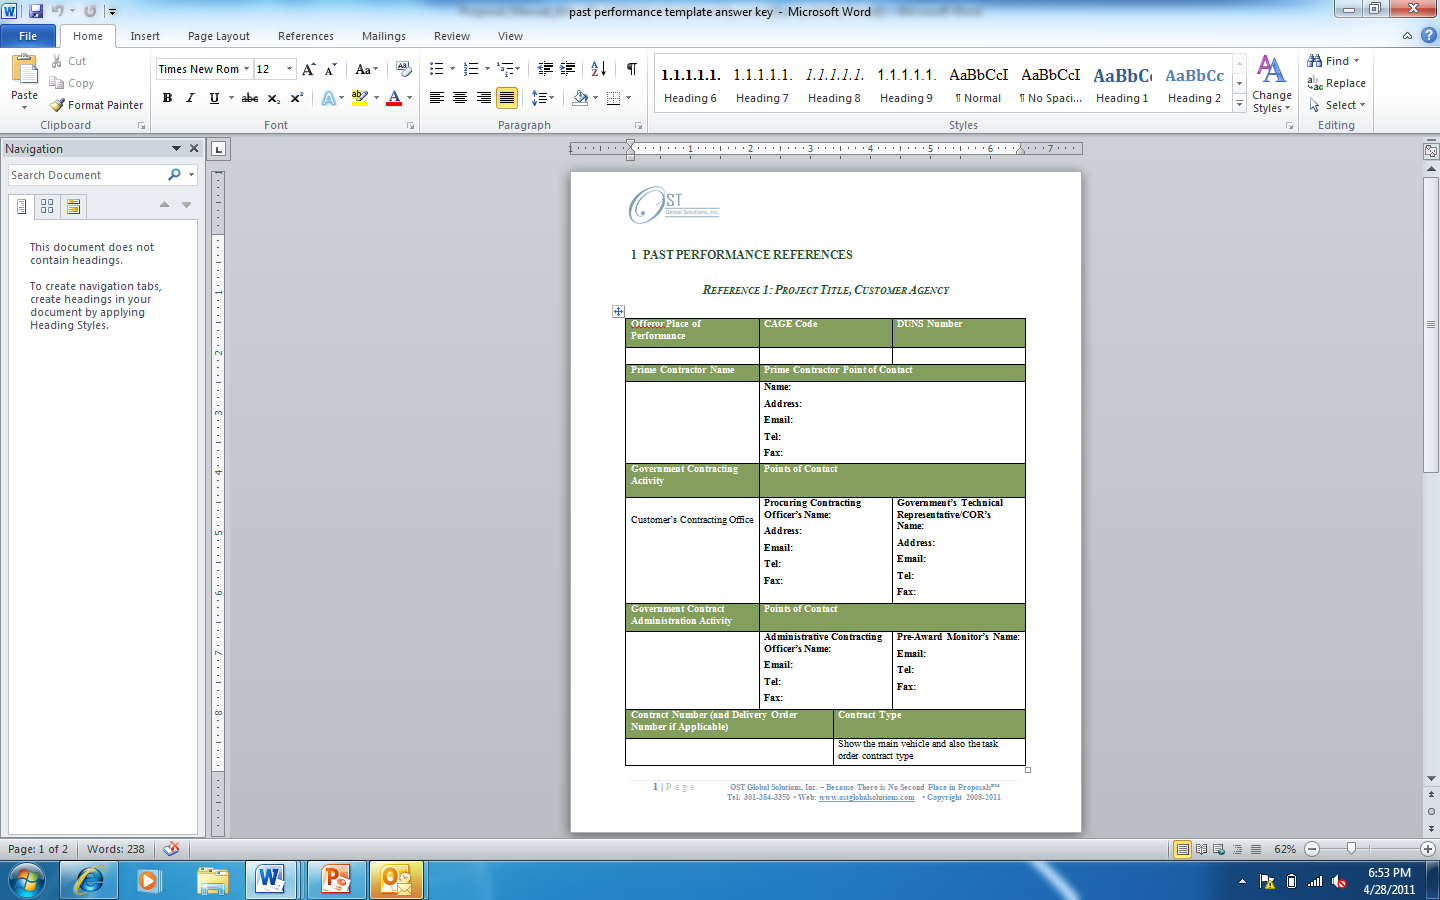 past performance template answer key - Microsoft Word
File Home Insert Page Layout References Mailings Review View
Paste
Cut
Copy
Format Painter
Clipboard
Times New Rom 12
Font
Paragraph
1.1.1.1. 1.1.1.1.1. 1.1.1.1.1. 1.1.1.1.1. AaBbCcI AaBbCcI AaBbCc AaBbCc
Heading 6 Heading 7 Heading 8 Heading 9 ¶ Normal ¶ No Spaci... Heading 1 Heading 2
Styles
Change
Styles
Find
Replace
Select
Editing
Navigation
Search Document
This document does not
contain headings.
To create navigation tabs,
create headings in your
document by applying
Heading Styles.
OST
Global Solutions, Inc.
1 PAST PERFORMANCE REFERENCES
REFERENCE 1: PROJECT TITLE, CUSTOMER AGENCY
Offeror Place of
Performance
CAGE Code
DUNS Number
Prime Contractor Name
Prime Contractor Point of Contact
Name:
Address:
Email:
Tel:
Fax:
Government Contracting
Activity
Points of Contact
Customer's Contracting Office
Procuring Contracting
Officer's Name:
Address:
Email:
Tel:
Fax:
Government's Technical
Representative/COR's
Name:
Address:
Email:
Tel:
Fax:
Government Contract
Administration Activity
Points of Contact
Administrative Contracting
Officer's Name:
Email:
Tel:
Fax:
Pre-Award Monitor's Name:
Email:
Tel:
Fax:
Contract Number (and Delivery Order
Number if Applicable)
Contract Type
Show the main vehicle and also the task
order contract type
1 | Page
OST Global Solutions, Inc. – Because There is No Second Place in Proposals™
Tel: 301-384-3350 • Web: www.ostglobalsolutions.com • Copyright 2008-2011
Page: 1 of 2 Words: 238
62%
6:53 PM
4/28/2011